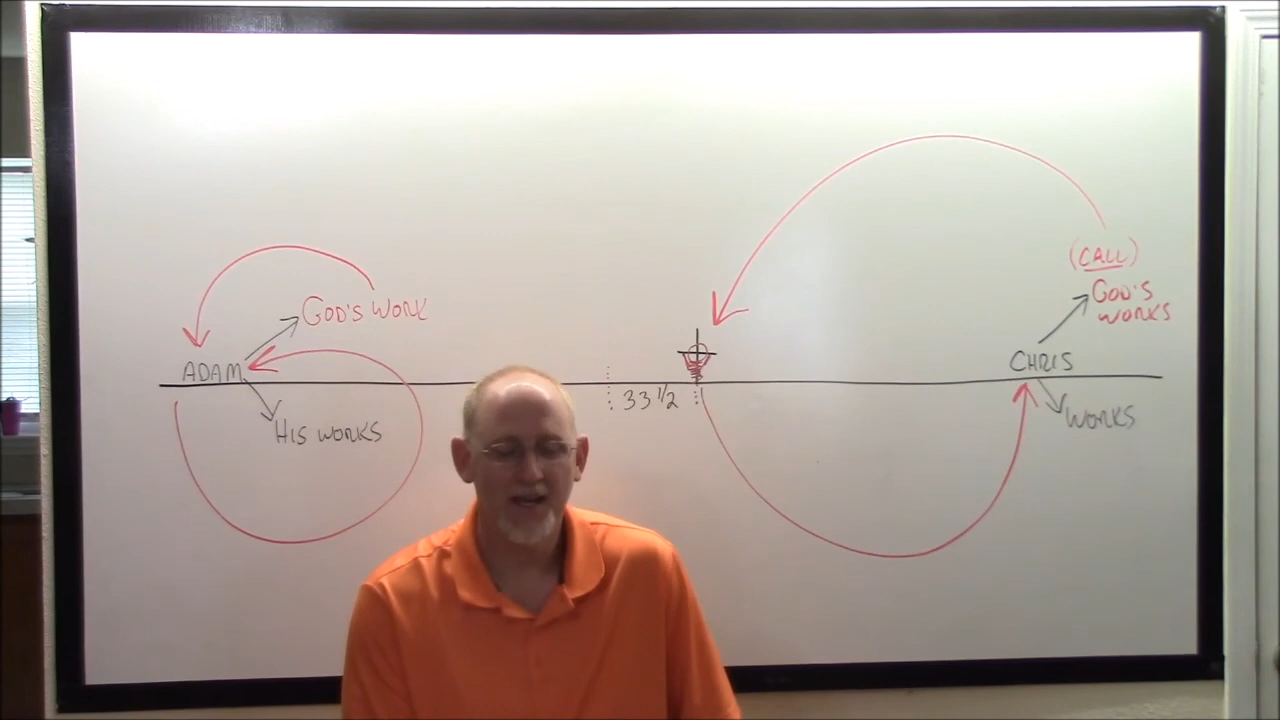 GOD'S WORK
ADAM
HIS WORKS
33 1/2
(CALL)
GOD'S
WORKS
CHRIS
WORKS